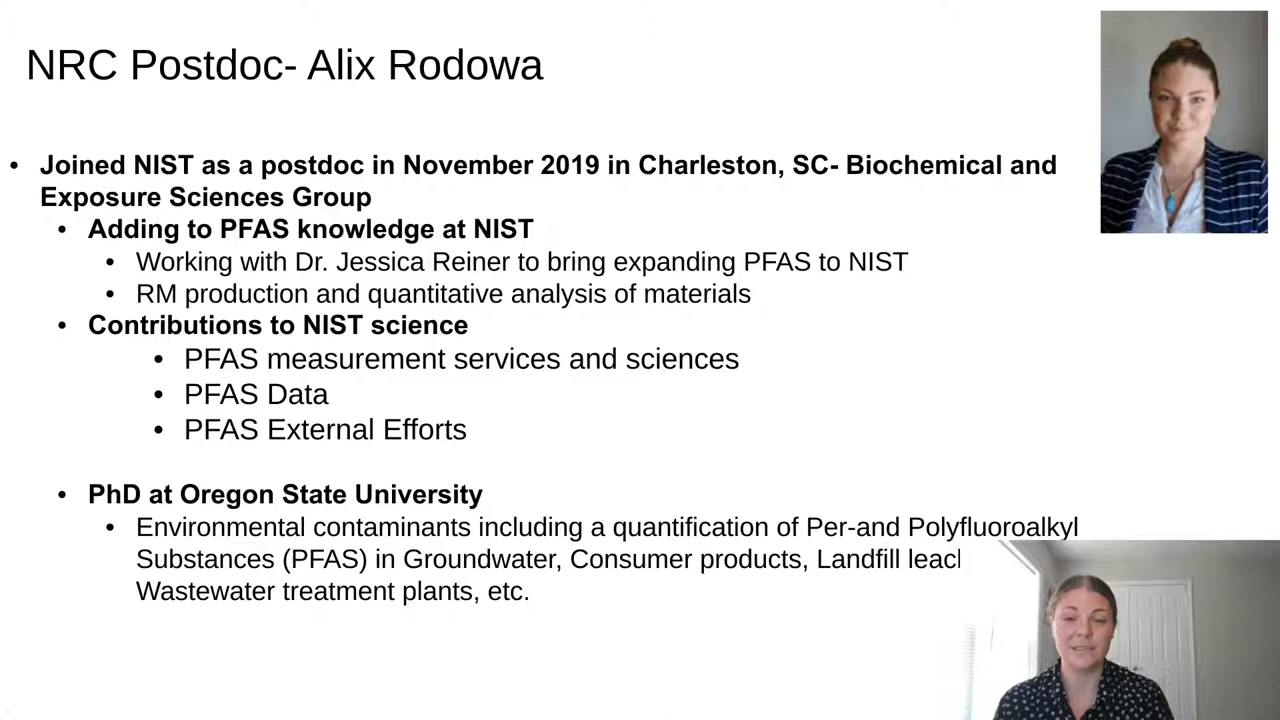 NRC Postdoc- Alix Rodowa
• Joined NIST as a postdoc in November 2019 in Charleston, SC- Biochemical and
Exposure Sciences Group
• Adding to PFAS knowledge at NIST
• Working with Dr. Jessica Reiner to bring expanding PFAS to NIST
• RM production and quantitative analysis of materials
• Contributions to NIST science
• PFAS measurement services and sciences
• PFAS Data
• PFAS External Efforts
• PhD at Oregon State University
• Environmental contaminants including a quantification of Per-and Polyfluoroalkyl
Substances (PFAS) in Groundwater, Consumer products, Landfill
Wastewater treatment plants, etc.